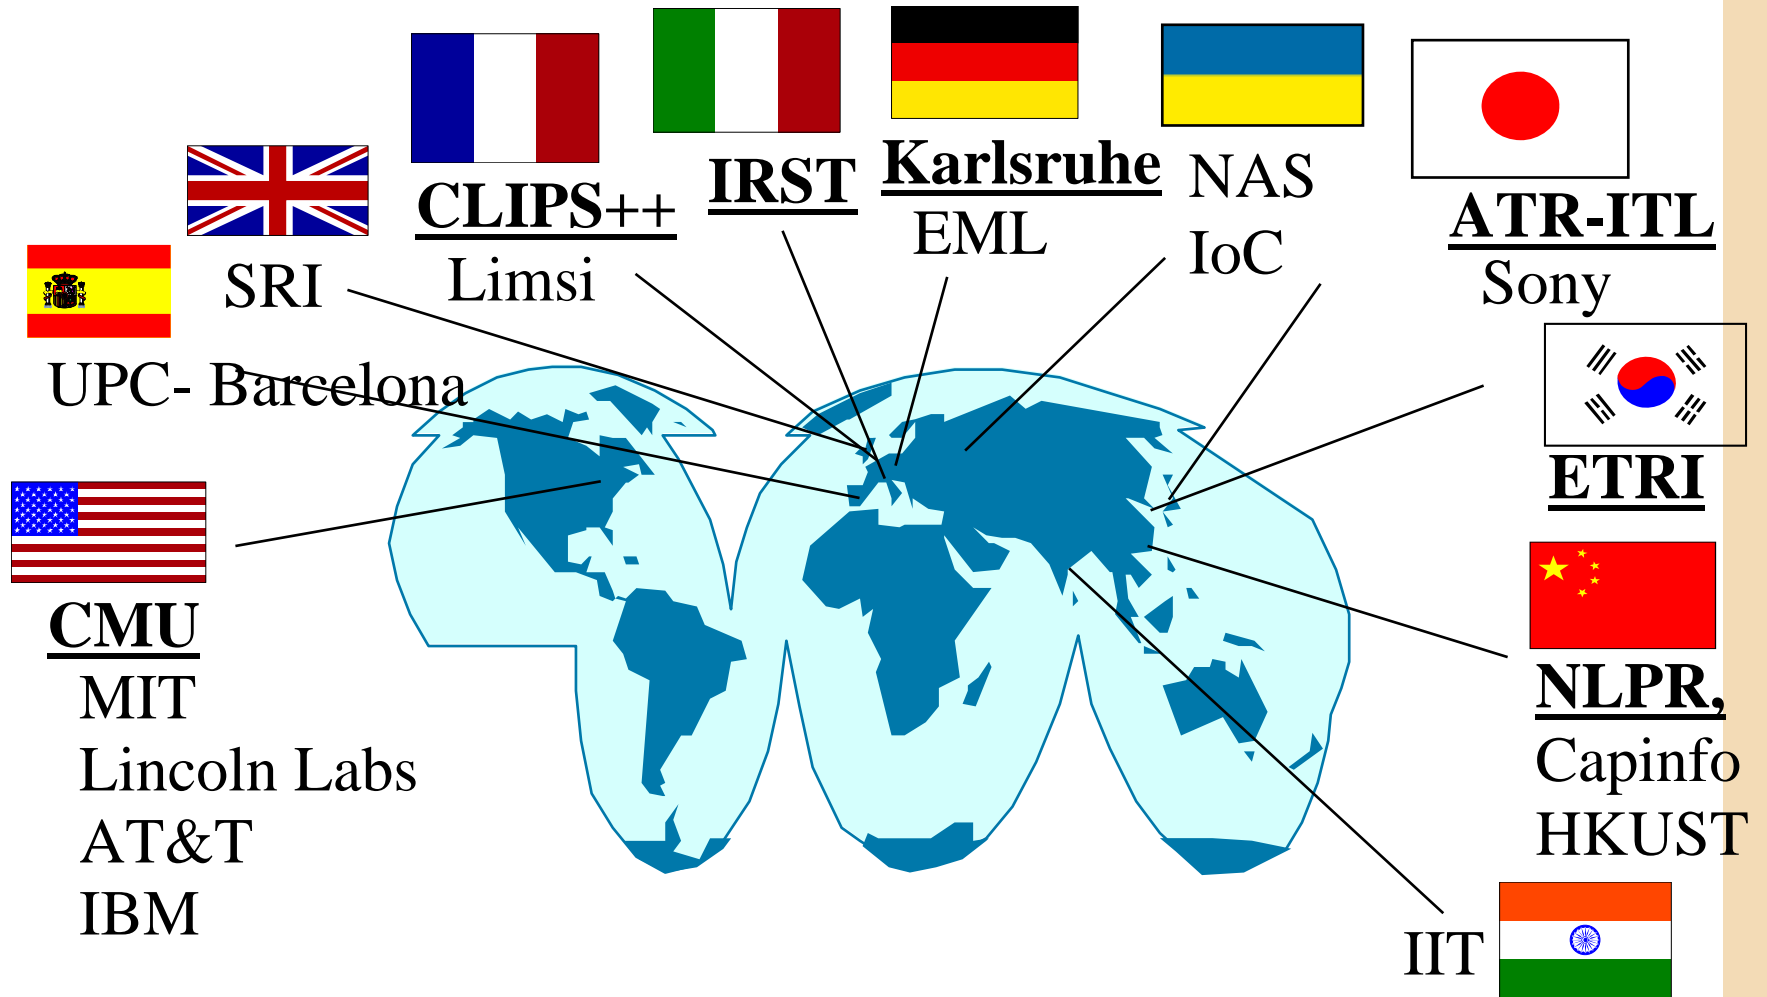 CLIPS++
Limsi
IRST
Karlsruhe
EML
NAS
IoC
ATR-ITL
Sony
SRI
UPC- Barcelona
ETRI
CMU
MIT
Lincoln Labs
AT&T
IBM
NLPR,
Capinfo
HKUST
IIT